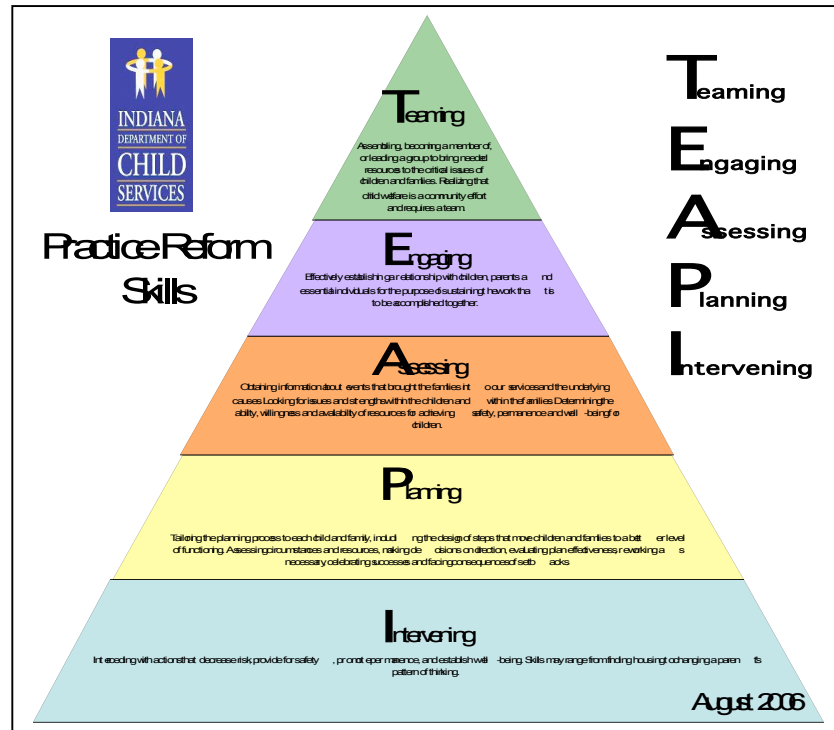 INDIANA
DEPARTMENT OF
CHILD
SERVICES
Practice Reform
Skills
Teaming
Assembling, becoming a member of,
or leading a group to bring needed
resources to the critical issues of
children and families. Realizing that
child welfare is a community effort
and requires a team.
Engaging
Effectively establishing a relationship with children, parents and
essential individuals for the purpose of sustaining the work that is
to be accomplished together.
Assessing
Obtaining information about events that brought the families into our services and the underlying
causes. Looking for issues and strengths within the children and within the families. Determining the
ability, willingness and availability of resources for achieving safety, permanence and well-being for
children.
Planning
Tailoring the planning process to each child and family, including the design of steps that move children and families to a better level
of functioning. Assessing circumstances and resources, making decisions on direction, evaluating plan effectiveness, reworking as
necessary, celebrating successes and facing consequences of setbacks.
Intervening
Interceding with actions that decrease risk, provide for safety, promote permanence, and establish well-being. Skills may range from finding housing to changing a parent's
pattern of thinking.
Teaming
Engaging
Assessing
Planning
Intervening
August 2006